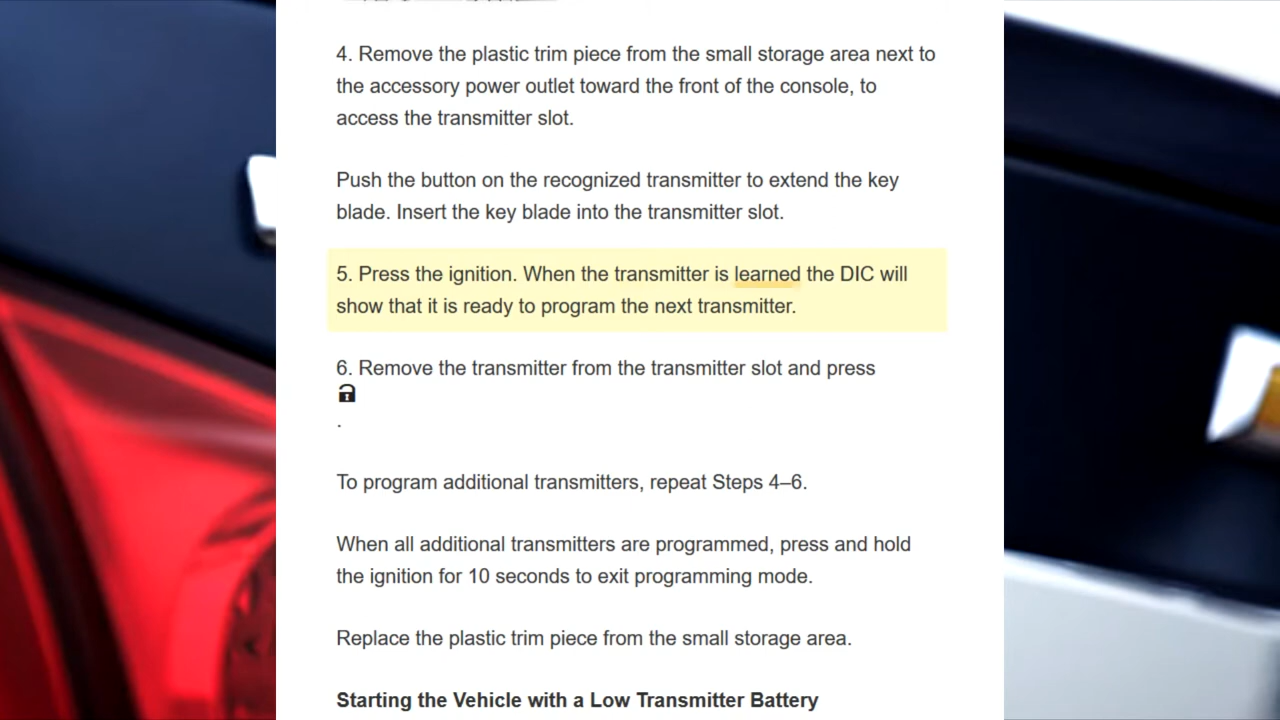 4. Remove the plastic trim piece from the small storage area next to
the accessory power outlet toward the front of the console, to
access the transmitter slot.
Push the button on the recognized transmitter to extend the key
blade. Insert the key blade into the transmitter slot.
5. Press the ignition. When the transmitter is learned the DIC will
show that it is ready to program the next transmitter.
6. Remove the transmitter from the transmitter slot and press
.
To program additional transmitters, repeat Steps 4–6.
When all additional transmitters are programmed, press and hold
the ignition for 10 seconds to exit programming mode.
Replace the plastic trim piece from the small storage area.
Starting the Vehicle with a Low Transmitter Battery